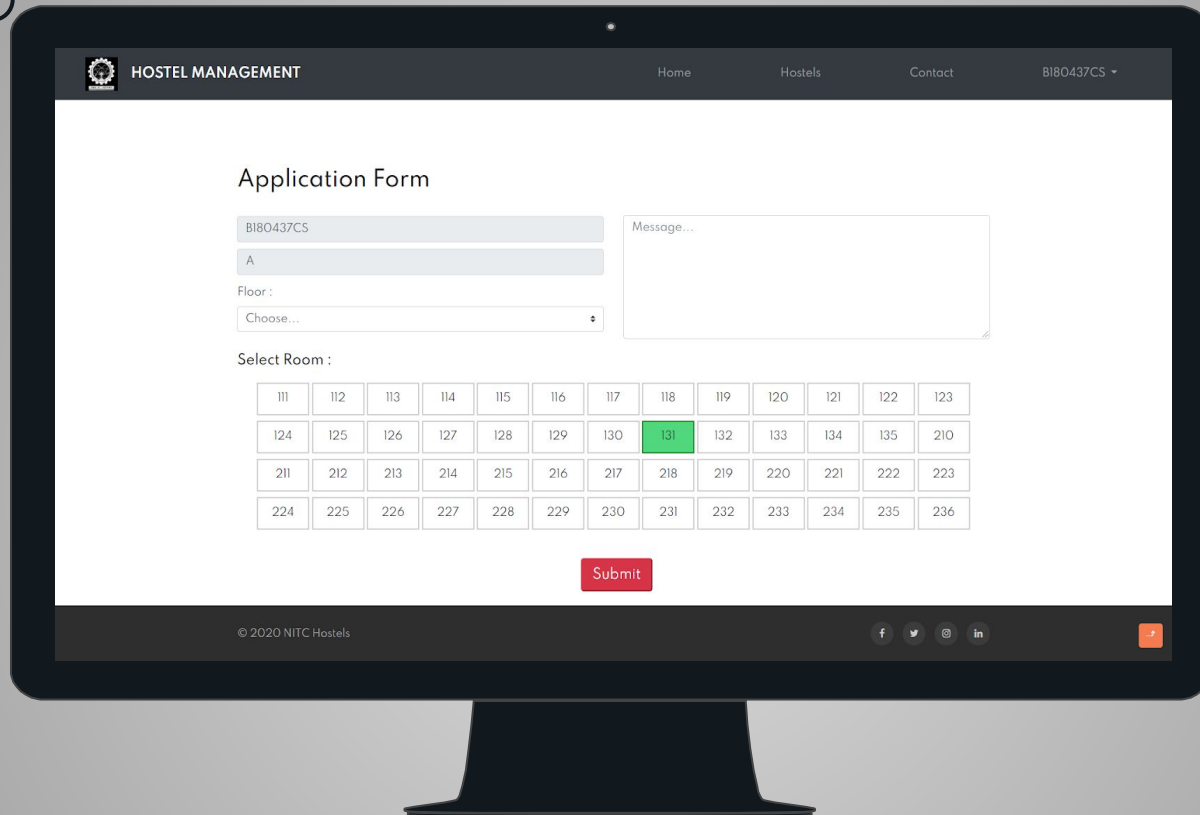 HOSTEL MANAGEMENT Home Hostels Contact B180437CS
Application Form
B180437CS
Message...
A
Floor :
Choose...
Select Room :
111 112 113 114 115 116 117 118 119 120 121 122 123
124 125 126 127 128 129 130 131 132 133 134 135 210
211 212 213 214 215 216 217 218 219 220 221 222 223
224 225 226 227 228 229 230 231 232 233 234 235 236
Submit
© 2020 NITC Hostels